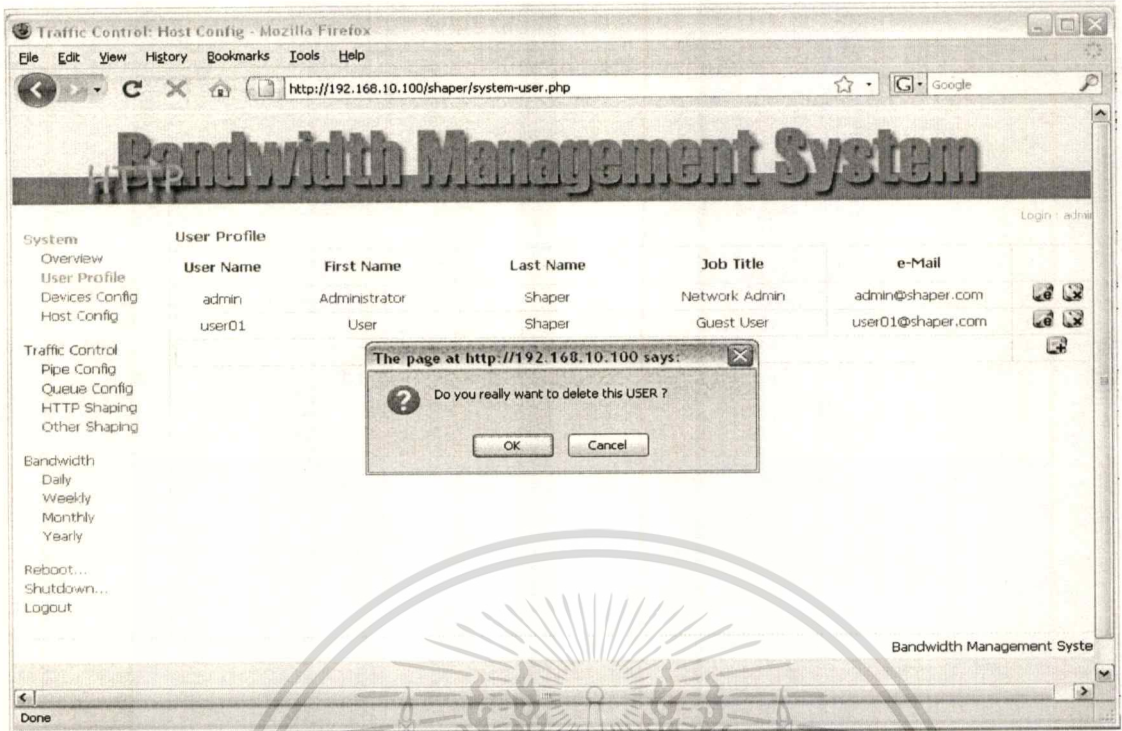 Traffic Control: Host Config - Mozilla Firefox
File Edit View History Bookmarks Tools Help
http://192.168.10.100/shaper/system-user.php
G Google
HTTP Bandwidth Management System
Login : admin
System
Overview
User Profile
Devices Config
Host Config
Traffic Control
Pipe Config
Queue Config
HTTP Shaping
Other Shaping
Bandwidth
Daily
Weekly
Monthly
Yearly
Reboot...
Shutdown...
Logout
User Profile
User Name First Name Last Name Job Title e-Mail
admin Administrator Shaper Network Admin admin@shaper.com
user01 User Shaper Guest User user01@shaper.com
The page at http://192.168.10.100 says:
Do you really want to delete this USER ?
OK Cancel
Bandwidth Management Syste
Done